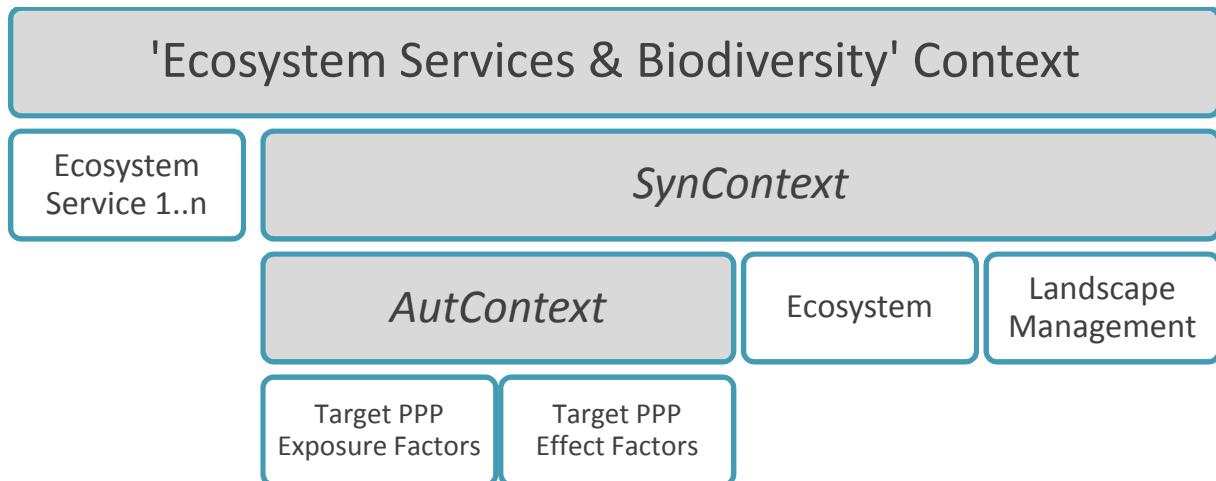 'Ecosystem Services & Biodiversity' Context
Ecosystem
Service 1..n
SynContext
AutContext
Ecosystem
Landscape
Management
Target PPP
Exposure Factors
Target PPP
Effect Factors